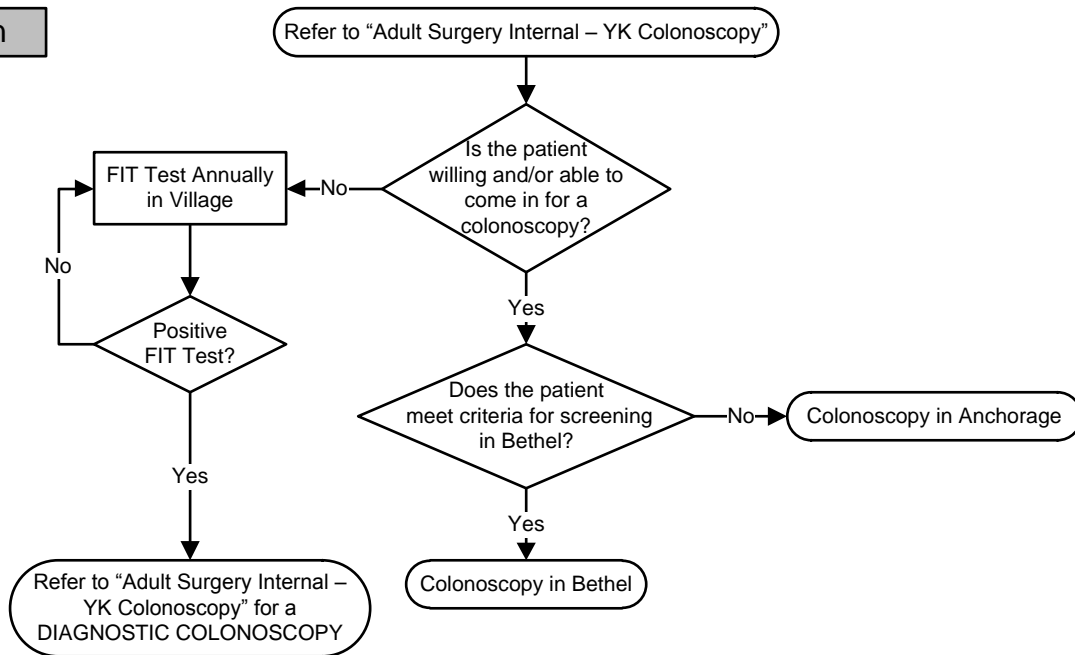 Refer to “Adult Surgery Internal – YK Colonoscopy”
Is the patient
willing and/or able to
come in for a
colonoscopy?
No
FIT Test Annually
in Village
No
Positive
FIT Test?
Yes
Refer to “Adult Surgery Internal –
YK Colonoscopy” for a
DIAGNOSTIC COLONOSCOPY
Yes
Does the patient
meet criteria for screening
in Bethel?
No
Colonoscopy in Anchorage
Yes
Colonoscopy in Bethel